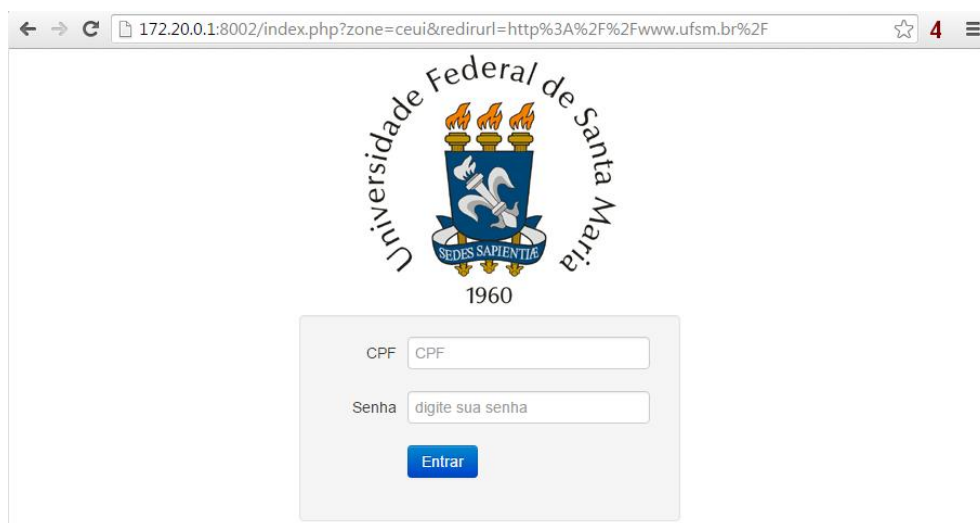 172.20.0.1:8002/index.php?zone=ceui&redirurl=http%3A%2F%2Fwww.ufsm.br%2F
4
Universidade Federal de Santa Maria
SEDES SAPIENTIÆ
1960
CPF CPF
Senha digite sua senha
Entrar